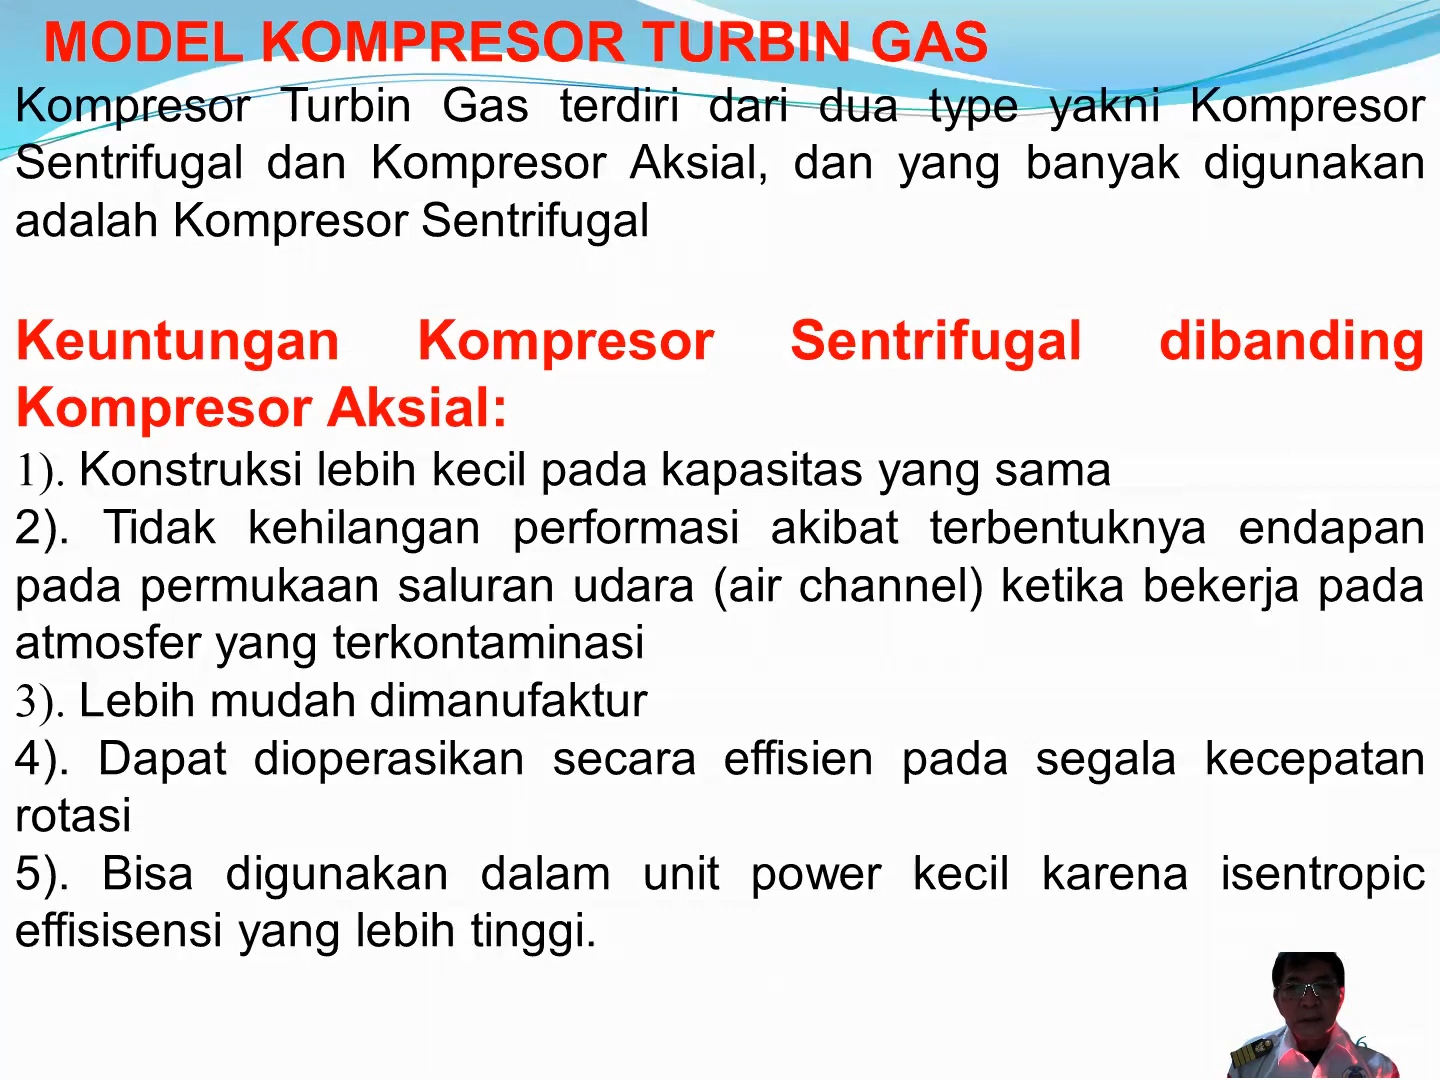 MODEL KOMPRESOR TURBIN GAS
Kompresor Turbin Gas terdiri dari dua type yakni Kompresor
Sentrifugal dan Kompresor Aksial, dan yang banyak digunakan
adalah Kompresor Sentrifugal
Keuntungan Kompresor Sentrifugal dibanding
Kompresor Aksial:
1). Konstruksi lebih kecil pada kapasitas yang sama
2). Tidak kehilangan performasi akibat terbentuknya endapan
pada permukaan saluran udara (air channel) ketika bekerja pada
atmosfer yang terkontaminasi
3). Lebih mudah dimanufaktur
4). Dapat dioperasikan secara effisien pada segala kecepatan
rotasi
5). Bisa digunakan dalam unit power kecil karena isentropic
effisisensi yang lebih tinggi.
6